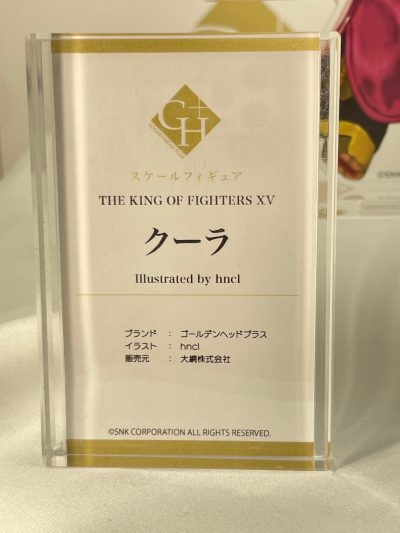 G+H
スケールフィギュア
THE KING OF FIGHTERS XV
クーラ
Illustrated by hncl
ブランド : ゴールデンヘッドプラス
イラスト : hncl
販売元 : 大網株式会社
©SNK CORPORATION ALL RIGHTS RESERVED.
©SNK